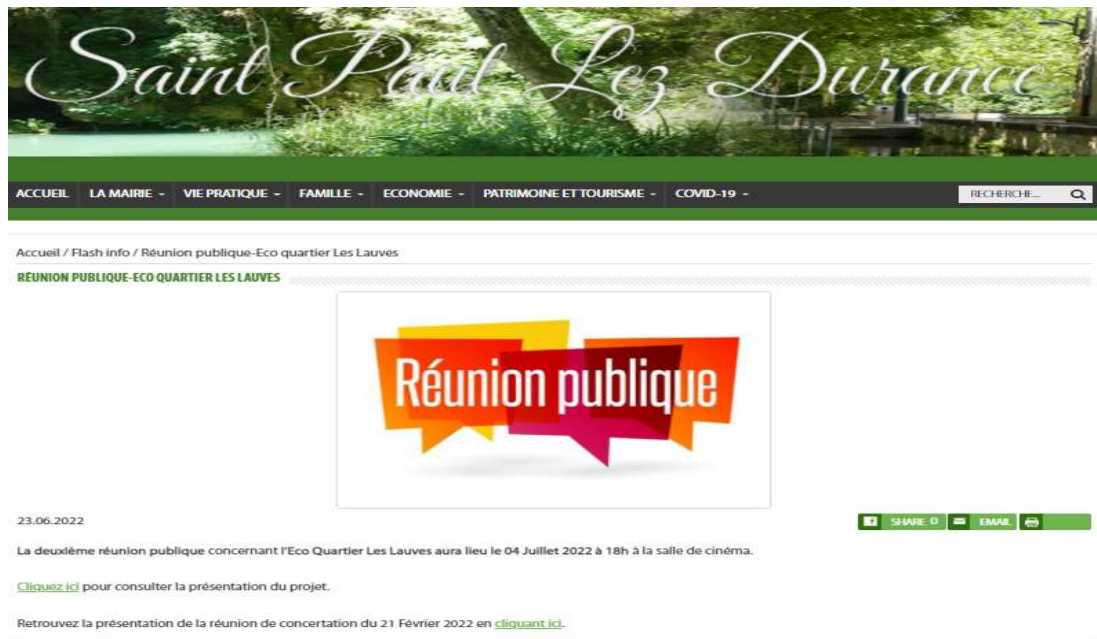 Saint Paul Lez Durance
ACCUEIL LA MAIRIE VIE PRATIQUE FAMILLE ECONOMIE PATRIMOINE ET TOURISME COVID-19 RECHERCHE...
Accueil / Flash info / Réunion publique-Eco quartier Les Lauves
RÉUNION PUBLIQUE-ECO QUARTIER LES LAUVES
Réunion publique
23.06.2022 SHARE 0 EMAIL
La deuxième réunion publique concernant l'Eco Quartier Les Lauves aura lieu le 04 Juillet 2022 à 18h à la salle de cinéma.
Cliquez ici pour consulter la présentation du projet.
Retrouvez la présentation de la réunion de concertation du 21 Février 2022 en cliquant ici.